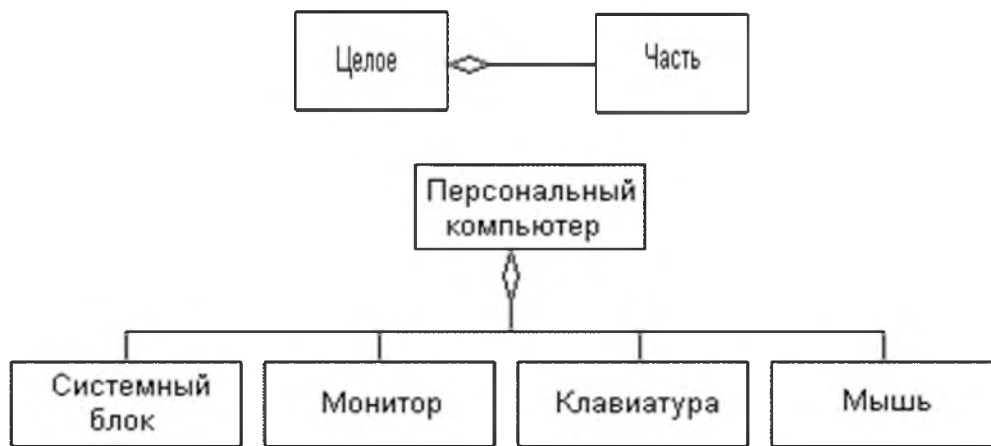 Целое
Часть
Персональный
компьютер
Системный
блок
Монитор
Клавиатура
Мышь